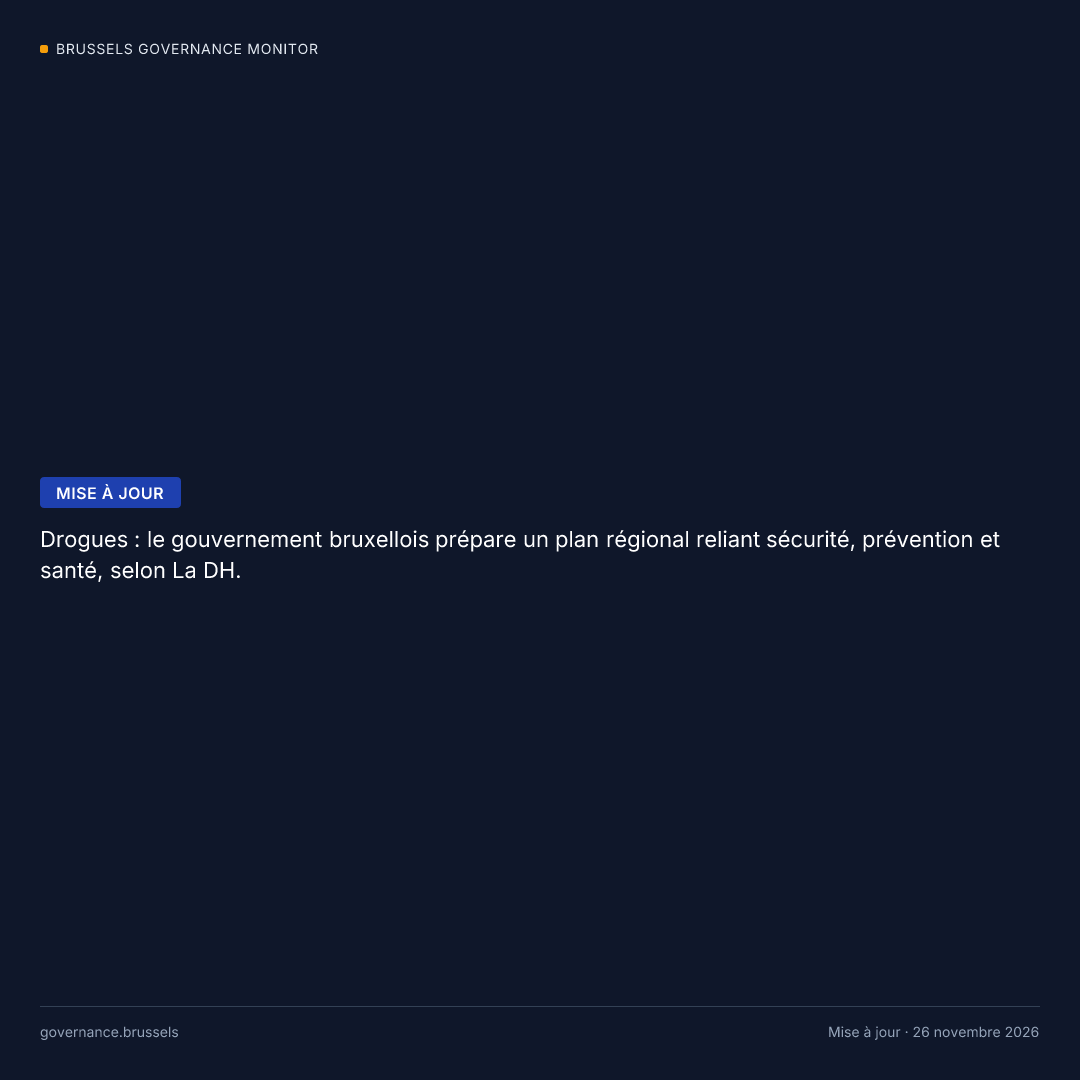 BRUSSELS GOVERNANCE MONITOR
MISE À JOUR
Drogues : le gouvernement bruxellois prépare un plan régional reliant sécurité, prévention et
santé, selon La DH.
governance.brussels
Mise à jour · 26 novembre 2026